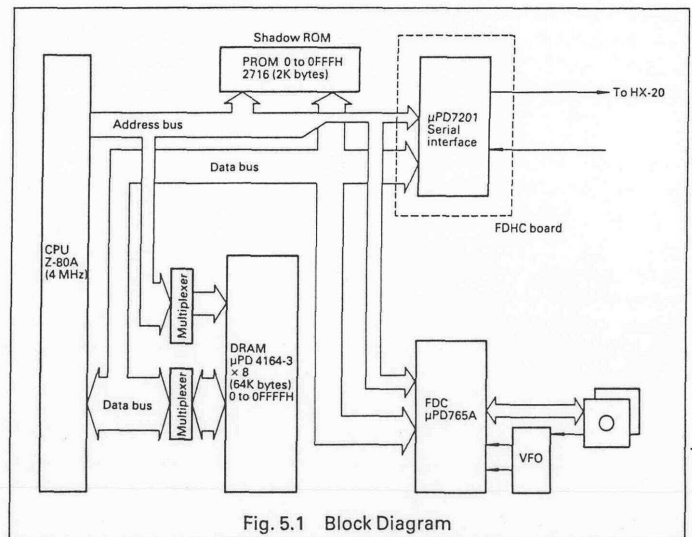 Shadow ROM
PROM 0 to 0FFFH
2716 (2K bytes)
μPD7201
Serial
interface
To HX-20
Address bus
Data bus
FDHC board
CPU
Z-80A
(4 MHz)
Multiplexer
DRAM
μPD 4164-3
× 8
(64K bytes)
0 to 0FFFFH
Data bus
Multiplexer
FDC
μPD765A
VFO
Fig. 5.1 Block Diagram